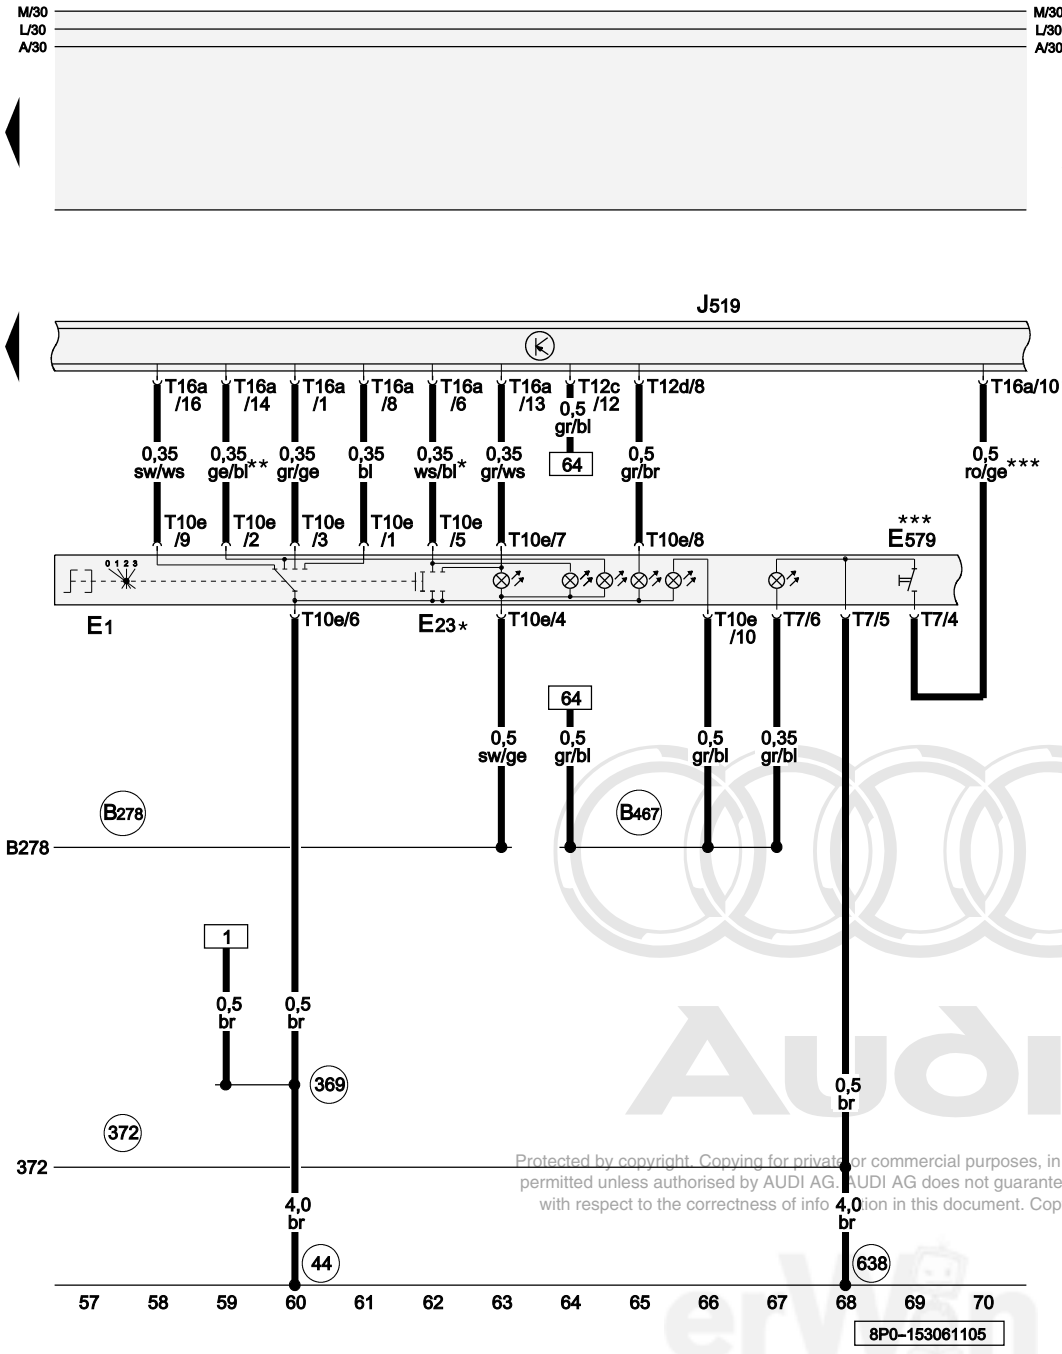 M/30 M/30
L/30 L/30
A/30 A/30
J519
T16a/16 T16a/14 T16a/1 T16a/8 T16a/6 T16a/13 T12c/12 T12d/8 T16a/10
0,5
gr/bl
0,35 0,35 0,35 0,35 0,35 0,35 64 0,5 0,5
sw/ws ge/bl** gr/ge bl ws/bl* gr/ws gr/br ro/ge***
T10e/9 T10e/2 T10e/3 T10e/1 T10e/5 T10e/7 T10e/8
***
E579
0 1 2 3
E1 T10e/6 E23* T10e/4 T10e/10 T7/6 T7/5 T7/4
64
0,5 0,5 0,5 0,35
sw/ge gr/bl gr/bl gr/bl
B278 B467
B278
1
0,5 0,5
br br
369
0,5
br
372
372
Protected by copyright. Copying for private or commercial purposes, in
permitted unless authorised by AUDI AG. AUDI AG does not guarante
with respect to the correctness of info tion in this document. Cop
4,0 4,0
br br
44 638
57 58 59 60 61 62 63 64 65 66 67 68 69 70
8P0-153061105
Audi
erWin